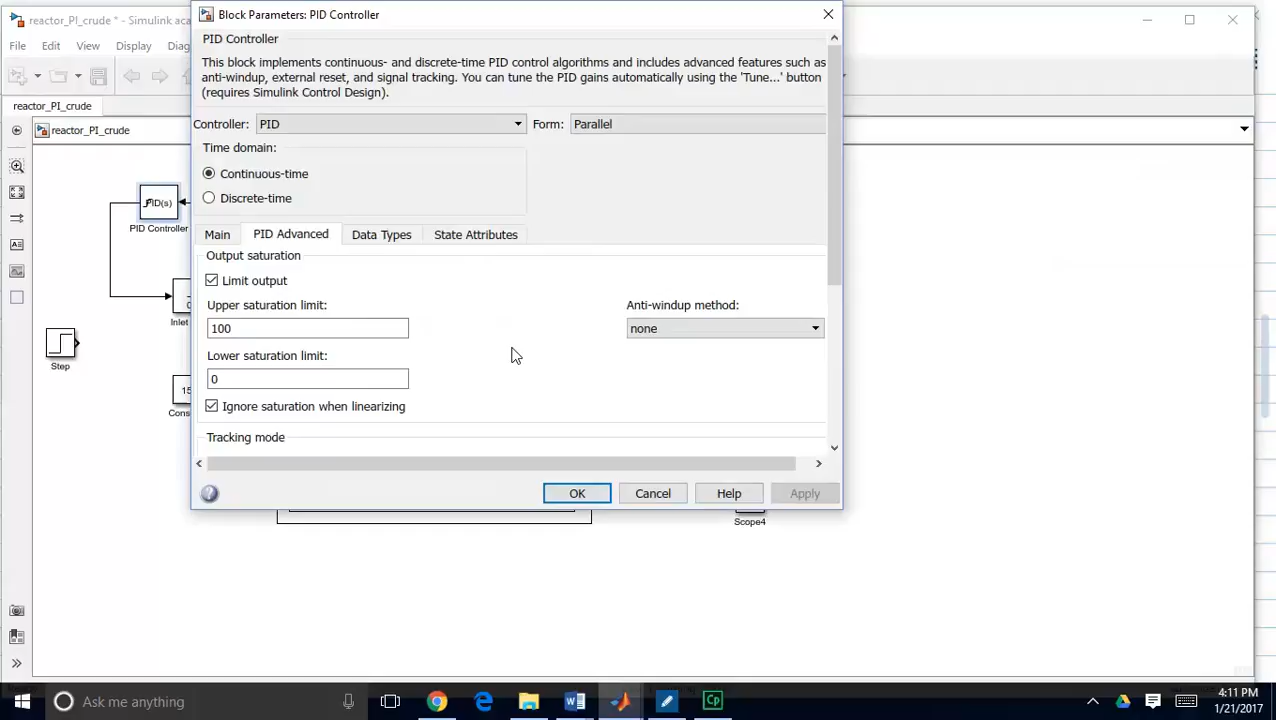 reactor_PI_crude * - Simulink acad
Block Parameters: PID Controller
File Edit View Display Diag
PID Controller
This block implements continuous- and discrete-time PID control algorithms and includes advanced features such as
anti-windup, external reset, and signal tracking. You can tune the PID gains automatically using the 'Tune...' button
(requires Simulink Control Design).
reactor_PI_crude
reactor_PI_crude
Controller: PID Form: Parallel
Time domain:
Continuous-time
Discrete-time
PID(s)
PID Controller
Main PID Advanced Data Types State Attributes
Output saturation
Limit output
Upper saturation limit: Anti-windup method:
100 none
Lower saturation limit:
0
Ignore saturation when linearizing
Tracking mode
Inlet
Step
15
Cons
OK Cancel Help Apply
Scope4
Ask me anything
4:11 PM
1/21/2017